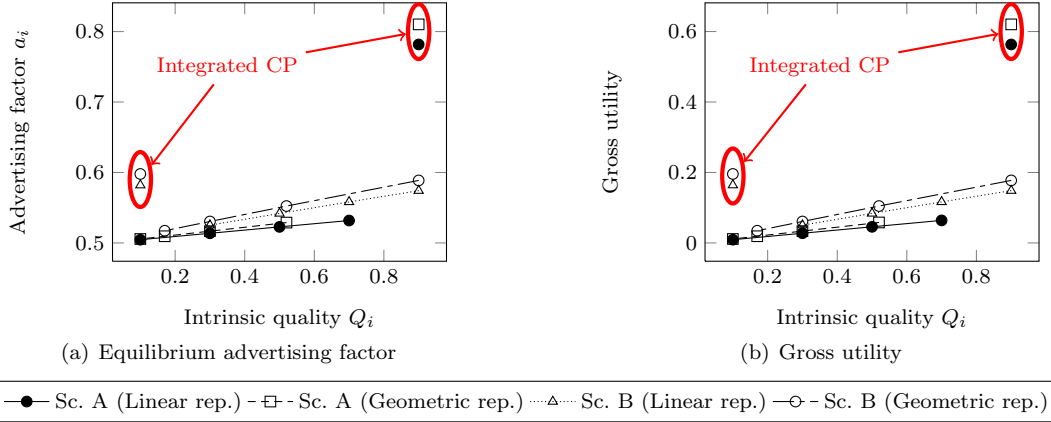 0.8
0.7
0.6
0.5
0.2 0.4 0.6 0.8
Advertising factor a_i
Integrated CP
Intrinsic quality Q_i
(a) Equilibrium advertising factor
0.6
0.4
0.2
0
0.2 0.4 0.6 0.8
Gross utility
Integrated CP
Intrinsic quality Q_i
(b) Gross utility
Sc. A (Linear rep.) Sc. A (Geometric rep.) Sc. B (Linear rep.) Sc. B (Geometric rep.)